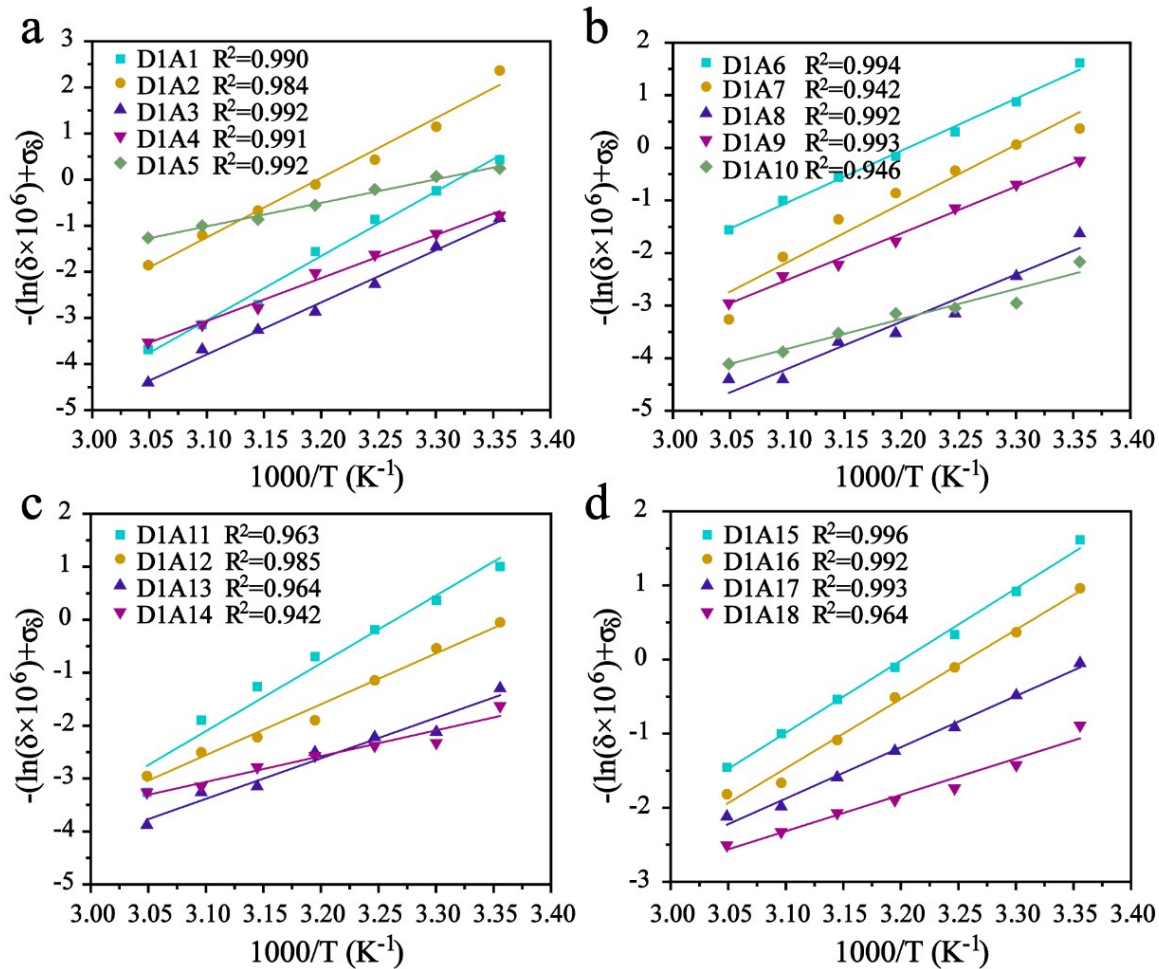 a
D1A1 R²=0.990
D1A2 R²=0.984
D1A3 R²=0.992
D1A4 R²=0.991
D1A5 R²=0.992
3
2
1
0
-1
-2
-3
-4
-5
-(ln(δ×10⁶)+σδ)
3.00 3.05 3.10 3.15 3.20 3.25 3.30 3.35 3.40
1000/T (K⁻¹)
b
D1A6 R²=0.994
D1A7 R²=0.942
D1A8 R²=0.992
D1A9 R²=0.993
D1A10 R²=0.946
2
1
0
-1
-2
-3
-4
-5
-(ln(δ×10⁶)+σδ)
3.00 3.05 3.10 3.15 3.20 3.25 3.30 3.35 3.40
1000/T (K⁻¹)
c
D1A11 R²=0.963
D1A12 R²=0.985
D1A13 R²=0.964
D1A14 R²=0.942
2
1
0
-1
-2
-3
-4
-5
-(ln(δ×10⁶)+σδ)
3.00 3.05 3.10 3.15 3.20 3.25 3.30 3.35 3.40
1000/T (K⁻¹)
d
D1A15 R²=0.996
D1A16 R²=0.992
D1A17 R²=0.993
D1A18 R²=0.964
2
1
0
-1
-2
-3
-(ln(δ×10⁶)+σδ)
3.00 3.05 3.10 3.15 3.20 3.25 3.30 3.35 3.40
1000/T (K⁻¹)